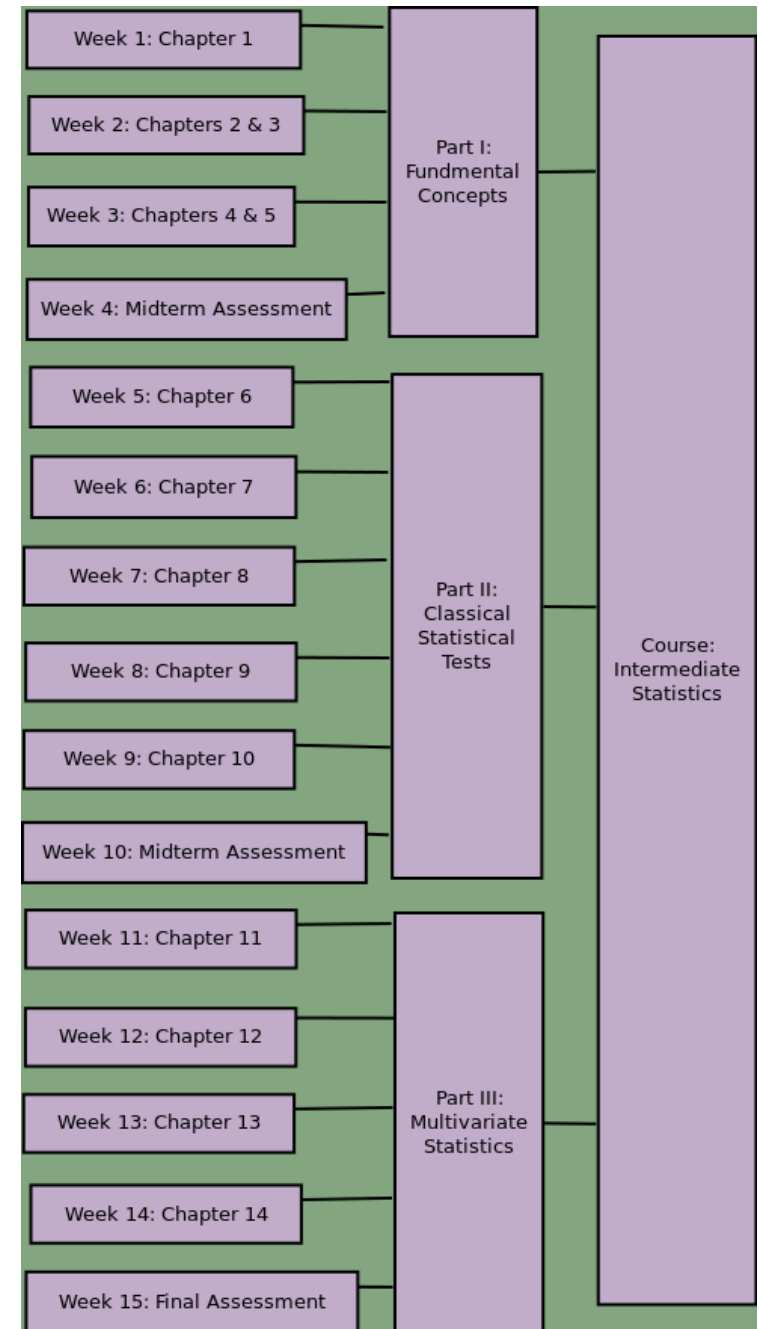 Week 1: Chapter 1
Week 2: Chapters 2 & 3
Week 3: Chapters 4 & 5
Week 4: Midterm Assessment
Part I:
Fundmental
Concepts
Week 5: Chapter 6
Week 6: Chapter 7
Week 7: Chapter 8
Week 8: Chapter 9
Week 9: Chapter 10
Week 10: Midterm Assessment
Part II:
Classical
Statistical
Tests
Week 11: Chapter 11
Week 12: Chapter 12
Week 13: Chapter 13
Week 14: Chapter 14
Week 15: Final Assessment
Part III:
Multivariate
Statistics
Course:
Intermediate
Statistics